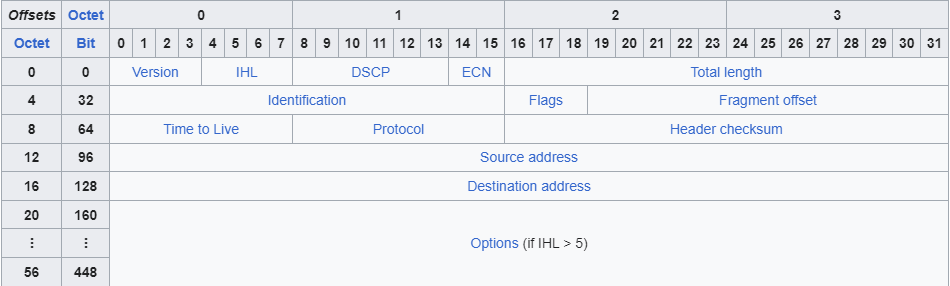 Offsets Octet 0 1 2 3
Octet Bit 0 1 2 3 4 5 6 7 8 9 10 11 12 13 14 15 16 17 18 19 20 21 22 23 24 25 26 27 28 29 30 31
0 0 Version IHL DSCP ECN Total length
4 32 Identification Flags Fragment offset
8 64 Time to Live Protocol Header checksum
12 96 Source address
16 128 Destination address
20 160
⋮ ⋮ Options (if IHL > 5)
56 448